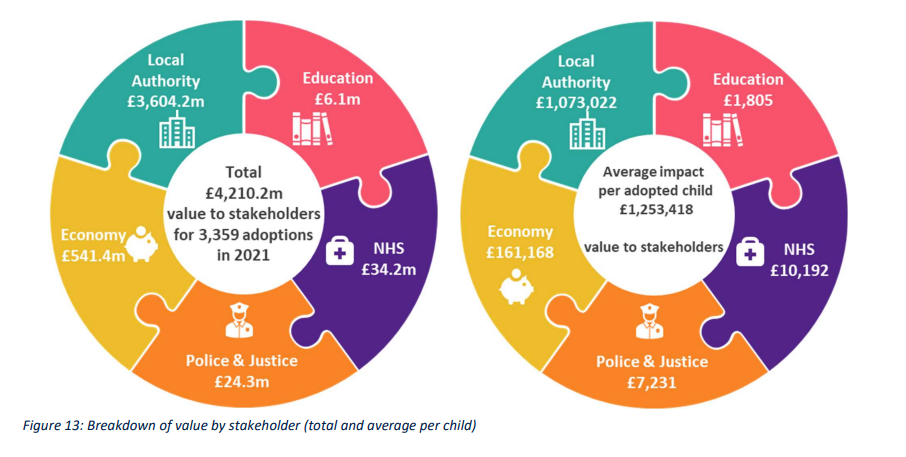 Local
Authority
£3,604.2m
Education
£6.1m
Total
£4,210.2m
value to stakeholders
for 3,359 adoptions
in 2021
Economy
£541.4m
NHS
£34.2m
Police & Justice
£24.3m
Local
Authority
£1,073,022
Education
£1,805
Average impact
per adopted child
£1,253,418
value to stakeholders
Economy
£161,168
NHS
£10,192
Police & Justice
£7,231
Figure 13: Breakdown of value by stakeholder (total and average per child)